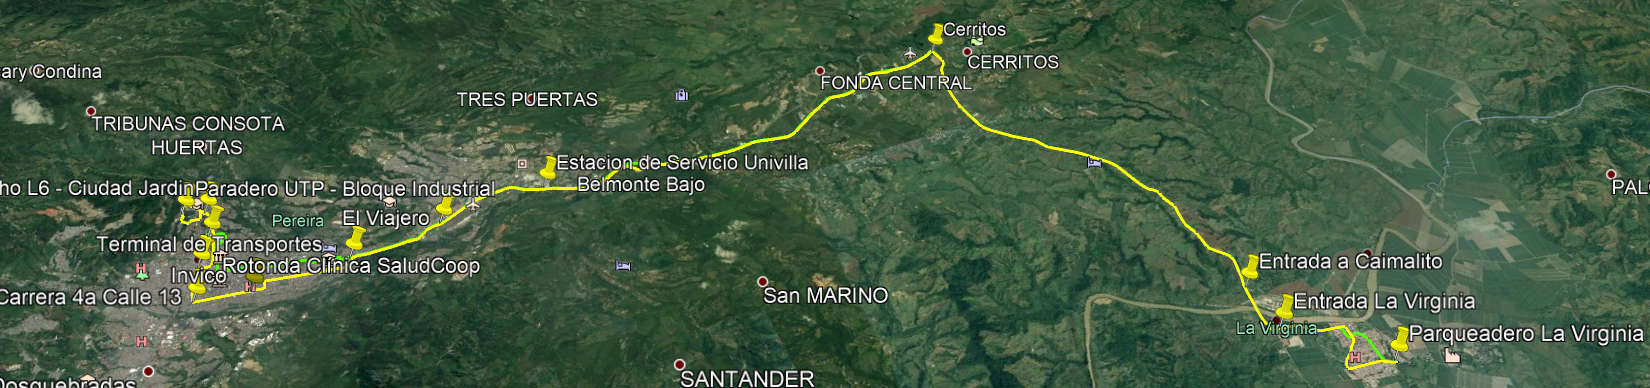 Cerritos
CERRITOS
ary Condina
FONDA CENTRAL
TRES PUERTAS
TRIBUNAS CONSOTA
HUERTAS
Estacion de Servicio Univilla
Belmonte Bajo
ho L6 - Ciudad Jardin
Paradero UTP - Bloque Industrial
PAL
Pereira
El Viajero
Terminal de Transportes
Rotonda Clínica SaludCoop
Invico
Entrada a Caimalito
Carrera 4a Calle 13
San MARINO
Entrada La Virginia
La Virginia
Parqueadero La Virginia
SANTANDER
Dosquebradas